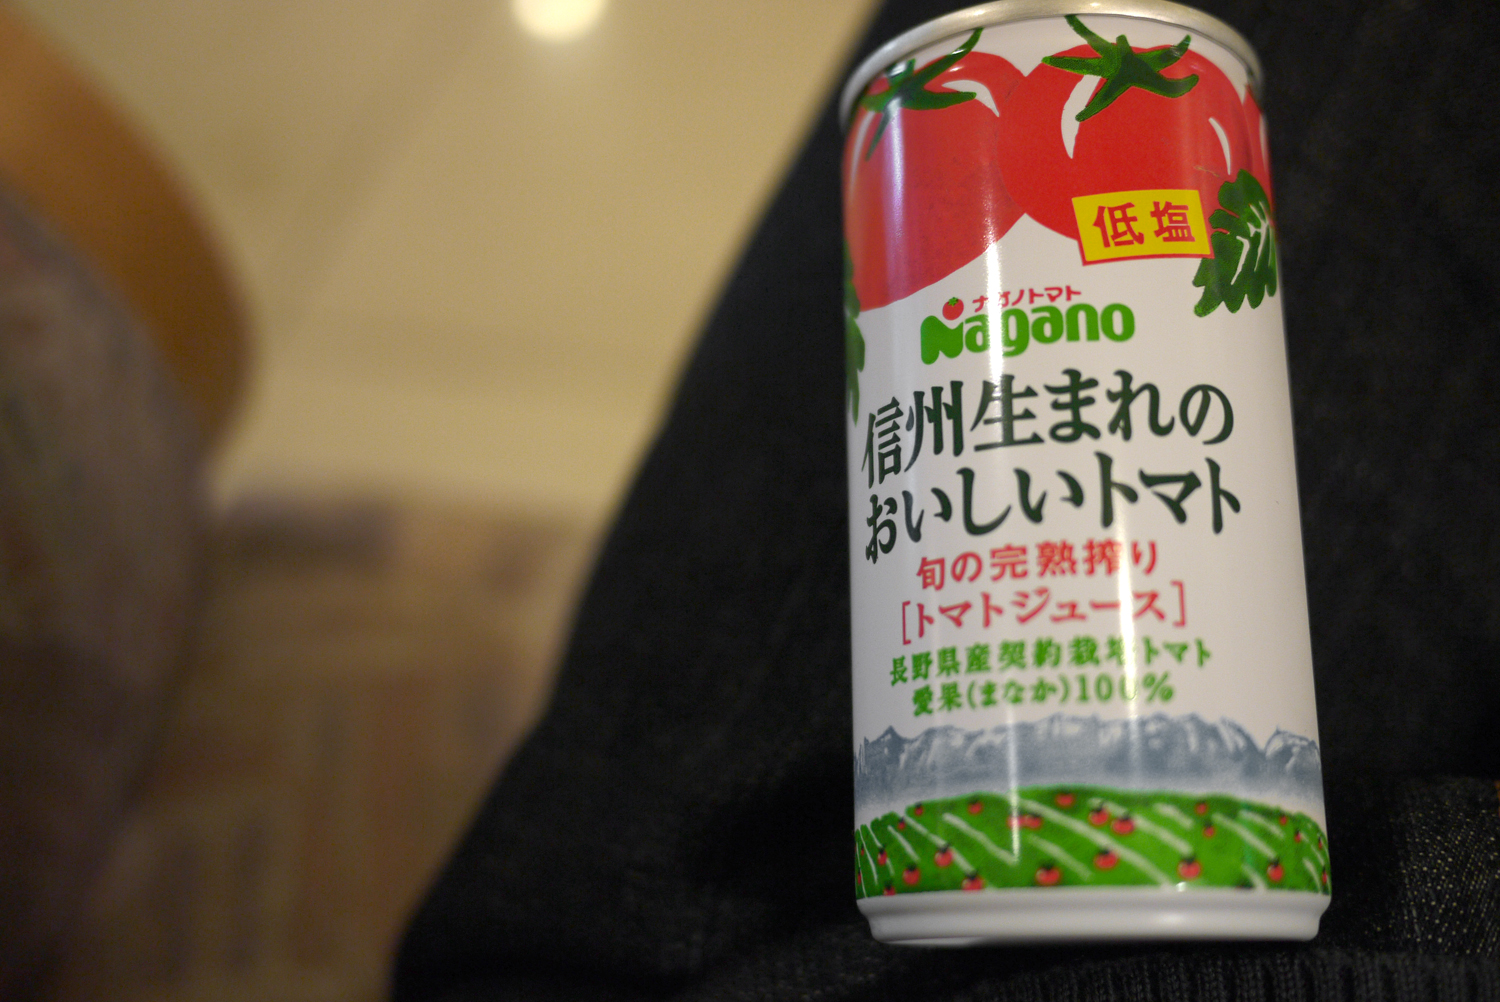 低塩
ナガノトマト
Nagano
信州生まれの
おいしいトマト
旬の完熟搾り
[トマトジュース]
長野県産契約栽培トマト
愛果(まなか)100%